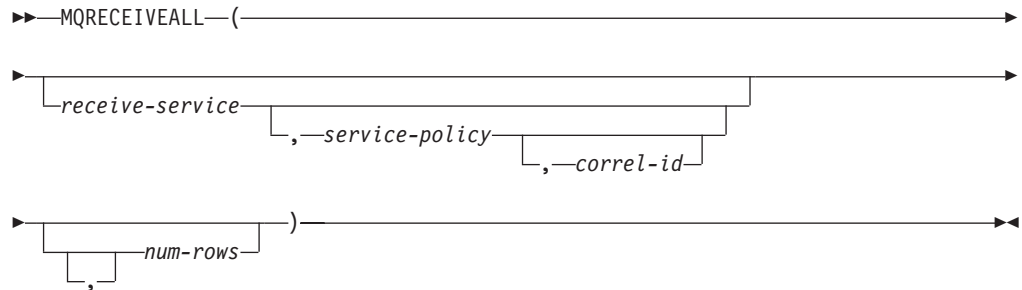 MQRECEIVEALL (
receive-service
, service-policy
, correl-id
)
num-rows
,